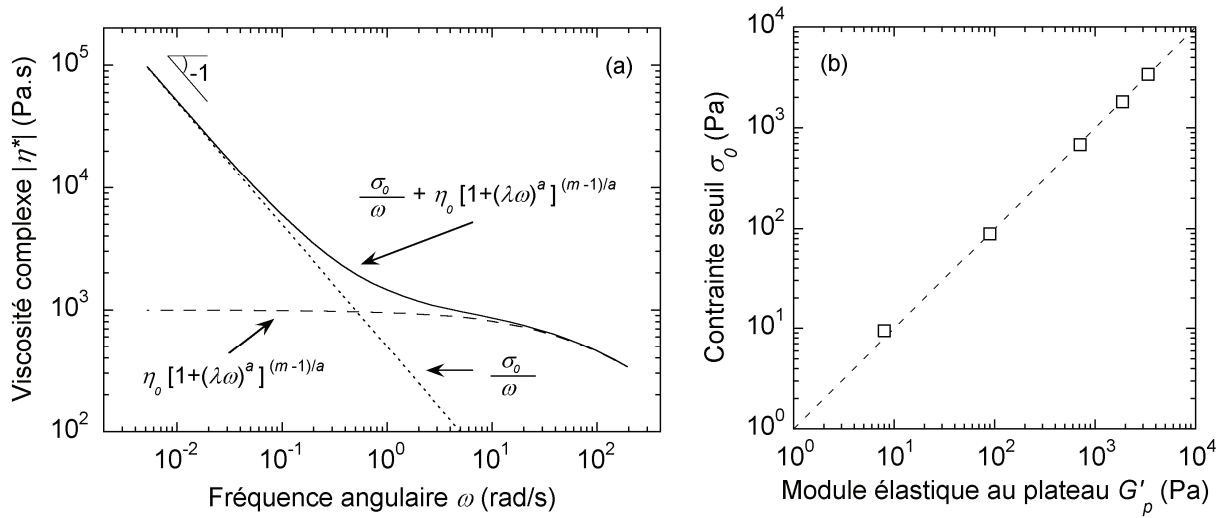 (a)
-1
Viscosité complexe |η*| (Pa.s)
10^5
10^4
10^3
10^2
σ₀/ω + η₀ [1+(λω)^a]^(m-1)/a
η₀ [1+(λω)^a]^(m-1)/a
σ₀/ω
10^-2 10^-1 10^0 10^1 10^2
Fréquence angulaire ω (rad/s)
(b)
Contrainte seuil σ₀ (Pa)
10^4
10^3
10^2
10^1
10^0
10^0 10^1 10^2 10^3 10^4
Module élastique au plateau G'ₚ (Pa)